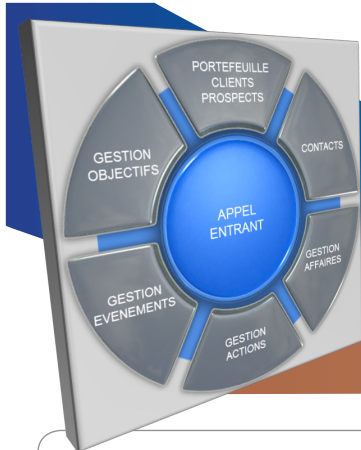 PORTEFEUILLE
CLIENTS
PROSPECTS
CONTACTS
GESTION
AFFAIRES
GESTION
ACTIONS
GESTION
EVENEMENTS
GESTION
OBJECTIFS
APPEL
ENTRANT